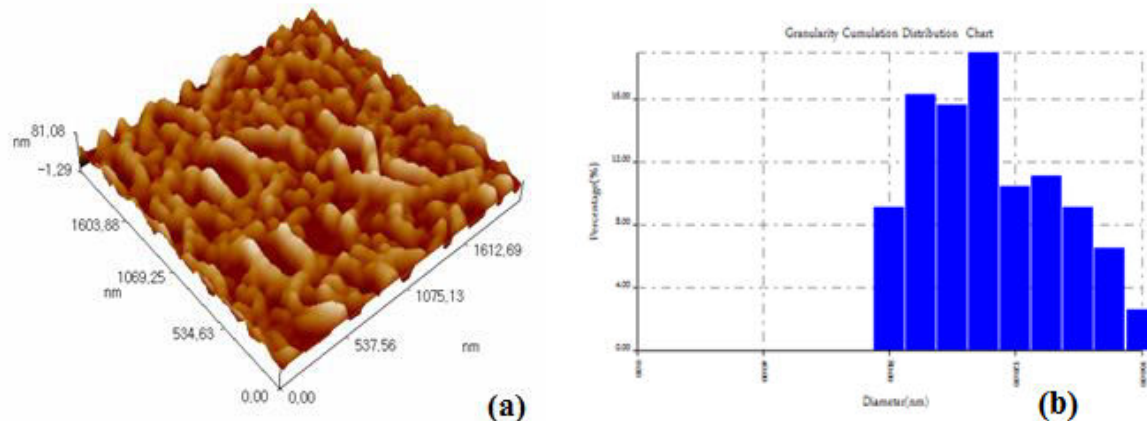 81,08
nm
-1,29
1603,88
1069,25
nm
534,63
0,00
0,00
537,56
1075,13
1612,69
nm
(a)
Granularity Cumulation Distribution Chart
Percentage(%)
16.00
12.00
8.00
4.00
0.00
0.00
Diameter(nm)
(b)